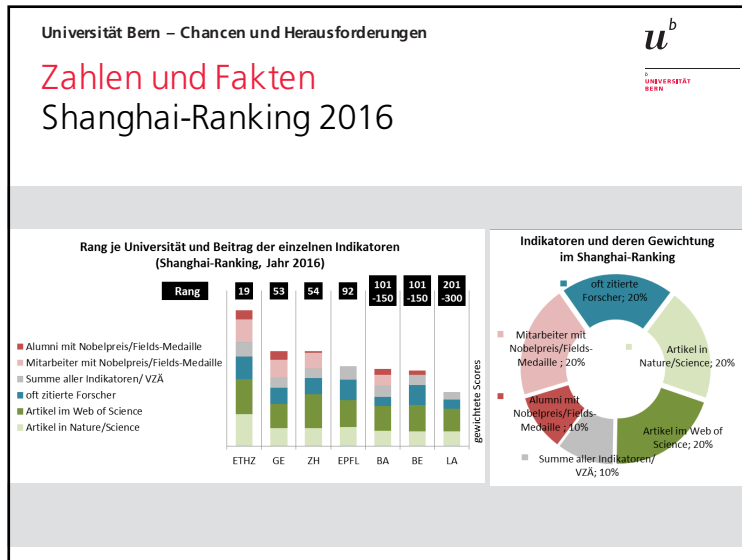 Universität Bern – Chancen und Herausforderungen
u^b
b
UNIVERSITÄT
BERN
Zahlen und Fakten
Shanghai-Ranking 2016
Rang je Universität und Beitrag der einzelnen Indikatoren
(Shanghai-Ranking, Jahr 2016)
Rang
19
53
54
92
101
-150
101
-150
201
-300
Alumni mit Nobelpreis/Fields-Medaille
Mitarbeiter mit Nobelpreis/Fields-Medaille
Summe aller Indikatoren/ VZÄ
oft zitierte Forscher
Artikel im Web of Science
Artikel in Nature/Science
gewichtete Scores
ETHZ
GE
ZH
EPFL
BA
BE
LA
Indikatoren und deren Gewichtung
im Shanghai-Ranking
oft zitierte
Forscher; 20%
Mitarbeiter mit
Nobelpreis/Fields-
Medaille ; 20%
Artikel in
Nature/Science; 20%
Alumni mit
Nobelpreis/Fields-
Medaille ; 10%
Artikel im Web of
Science; 20%
Summe aller Indikatoren/
VZÄ; 10%